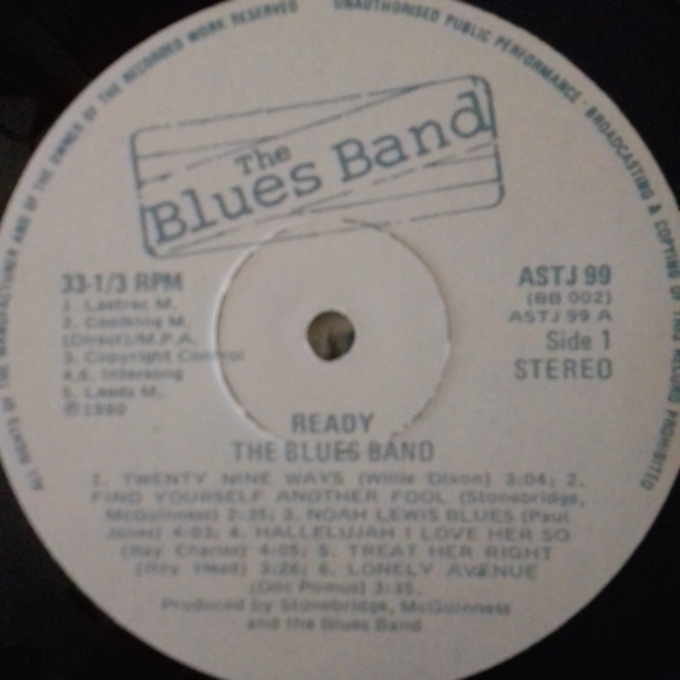 ALL RIGHTS OF THE MANUFACTURER AND OF THE OWNER OF THE RECORDED WORK RESERVED
UNAUTHORISED PUBLIC PERFORMANCE · BROADCASTING & COPYING OF THIS RECORD PROHIBITED
The
Blues Band
33-1/3 RPM
1. Laetrec M.
2. Coolking M.
(Direct)/M.P.A.
3. Copyright Control
4,6. Intersong
5. Leeds M.
℗1980
ASTJ 99
(BB 002)
ASTJ 99 A
Side 1
STEREO
READY
THE BLUES BAND
1. TWENTY NINE WAYS (Willie Dixon) 3:04; 2.
FIND YOURSELF ANOTHER FOOL (Stonebridge,
McGuinness) 2:35; 3. NOAH LEWIS BLUES (Paul
Jones) 4:03; 4. HALLELUJAH I LOVE HER SO
(Ray Charles) 4:05; 5. TREAT HER RIGHT
(Roy Head) 3:26; 6. LONELY AVENUE
(Doc Pomus) 3:35.
Produced by Stonebridge, McGuinness
and the Blues Band